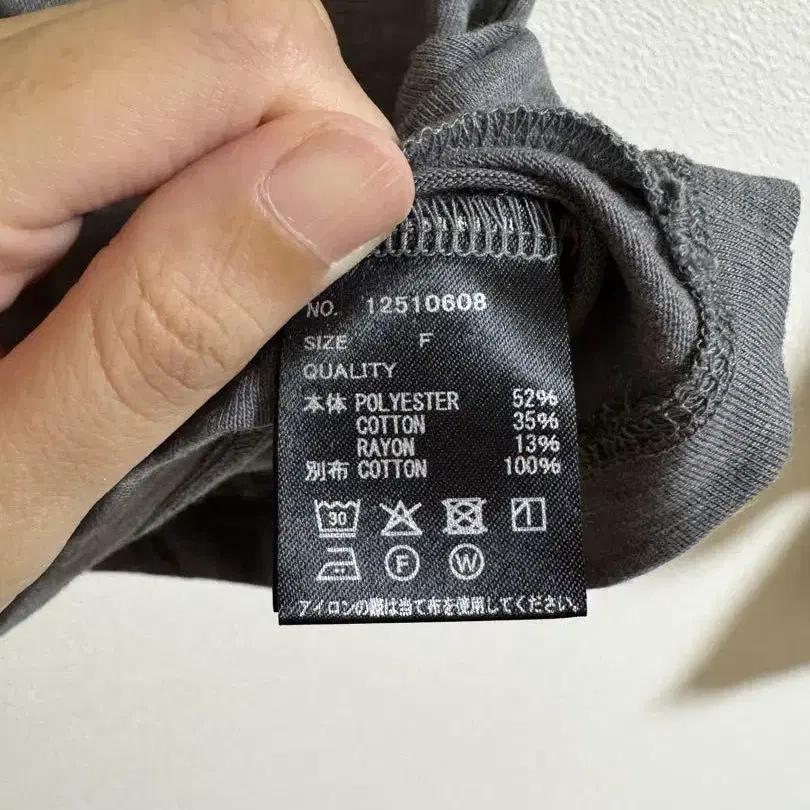 NO. 12510608
SIZE F
QUALITY
本体 POLYESTER 52%
COTTON 35%
RAYON 13%
別布 COTTON 100%
30
F W
アイロンの際は当て布を使用してください